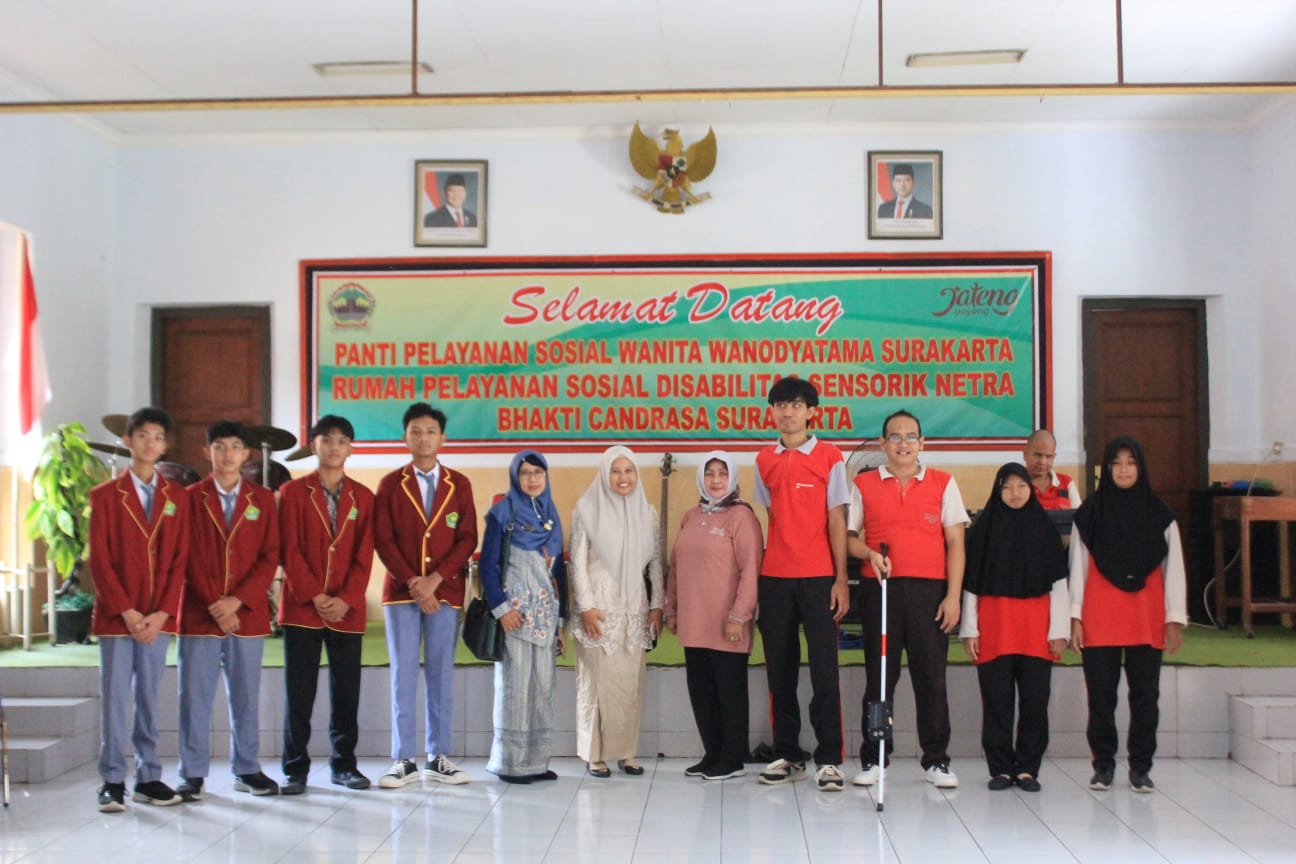 Selamat Datang
Jateng
gayeng
PANTI PELAYANAN SOSIAL WANITA WANODYATAMA SURAKARTA
RUMAH PELAYANAN SOSIAL DISABILITAS SENSORIK NETRA
BHAKTI CANDRASA SURAKARTA